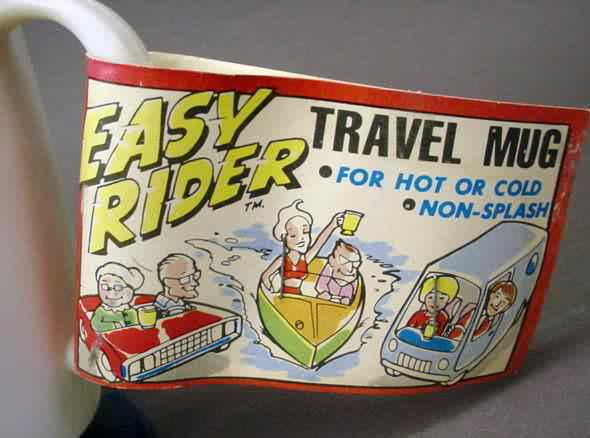 EASY
RIDER
TM.
TRAVEL MUG
• FOR HOT OR COLD
• NON-SPLASH